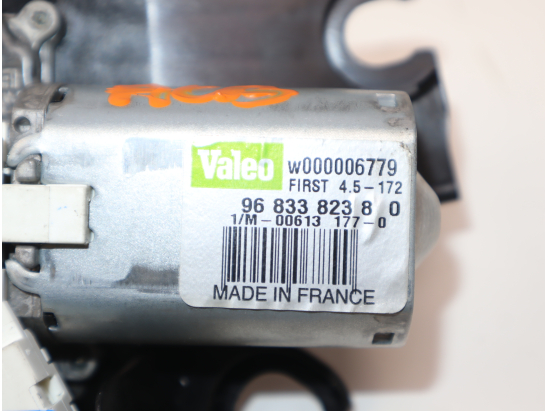 Valeo W000006779
FIRST 4.5-172
96 833 823 8 0
1/M-00613 177-0
MADE IN FRANCE